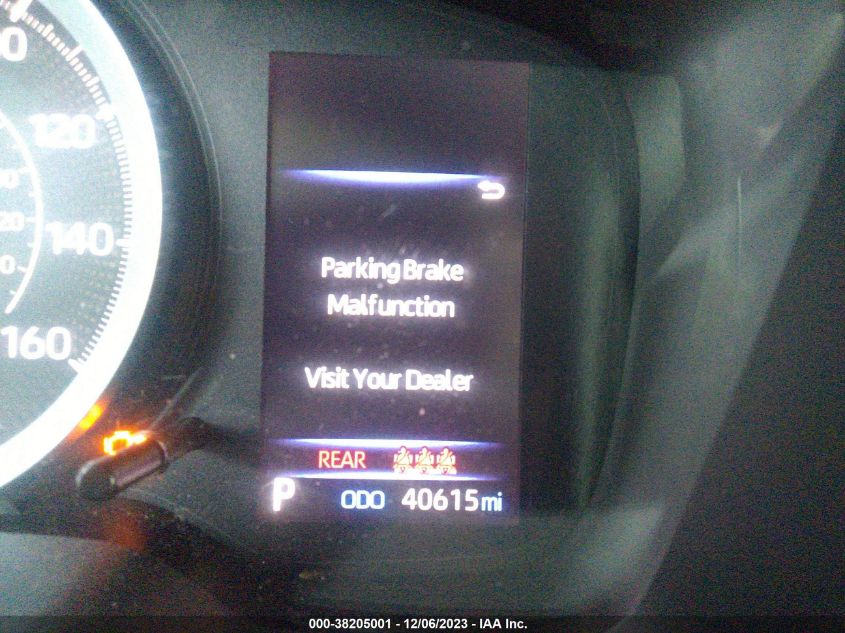 120
140
160
Parking Brake
Malfunction
Visit Your Dealer
REAR
P ODO 40615 mi
000-38205001 - 12/06/2023 - IAA Inc.